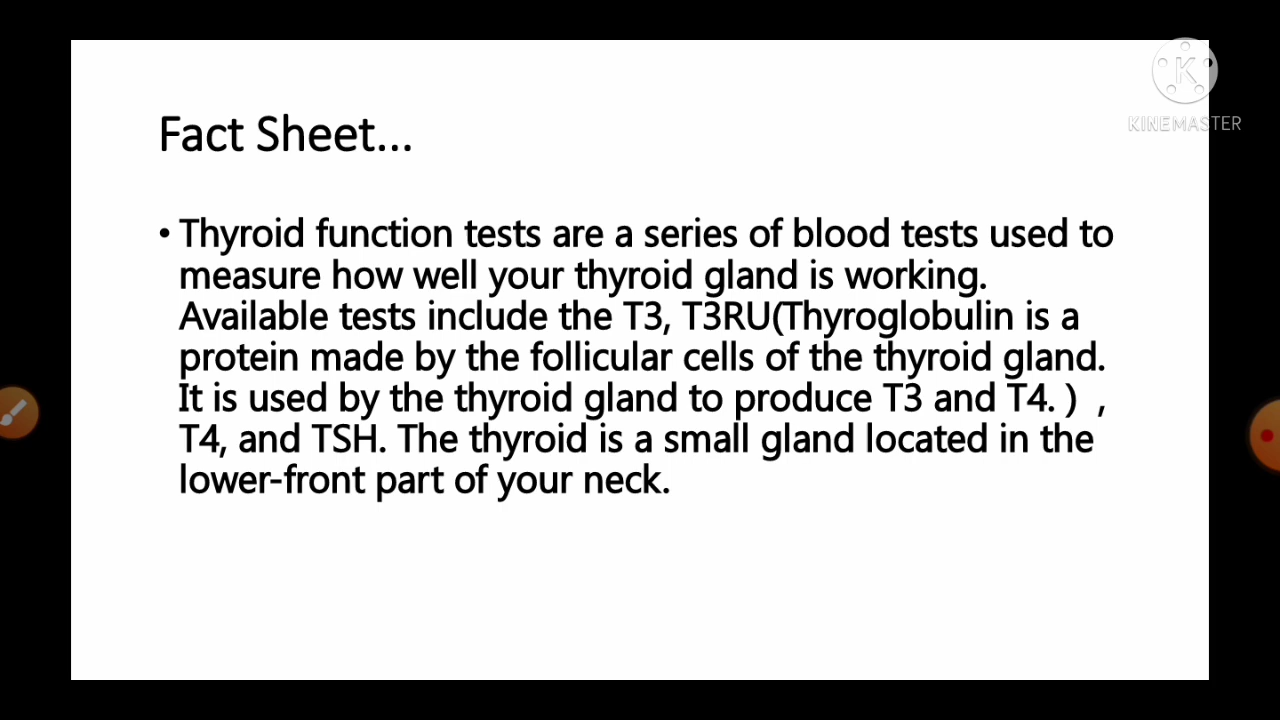 KINEMASTER
Fact Sheet...
• Thyroid function tests are a series of blood tests used to
measure how well your thyroid gland is working.
Available tests include the T3, T3RU(Thyroglobulin is a
protein made by the follicular cells of the thyroid gland.
It is used by the thyroid gland to produce T3 and T4. ) ,
T4, and TSH. The thyroid is a small gland located in the
lower-front part of your neck.